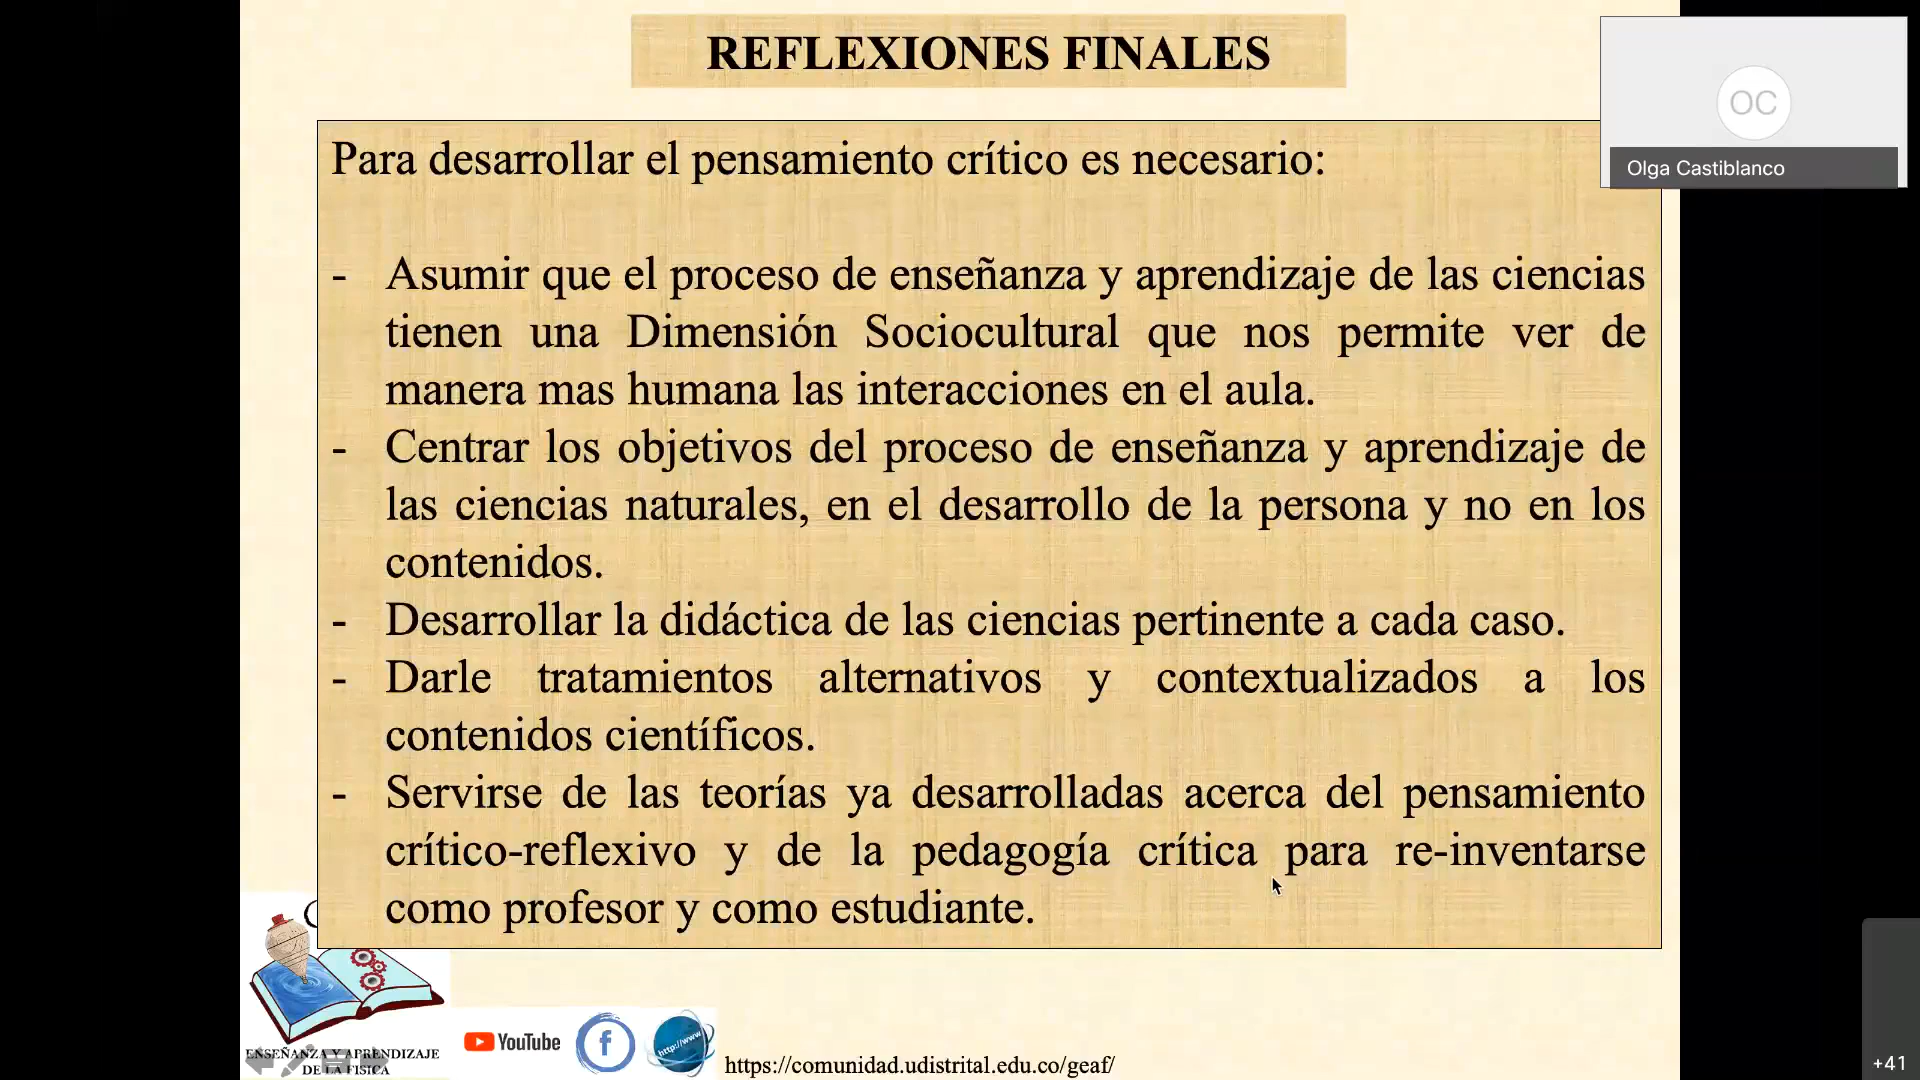 REFLEXIONES FINALES
OC
Olga Castiblanco
Para desarrollar el pensamiento crítico es necesario:
- Asumir que el proceso de enseñanza y aprendizaje de las ciencias
tienen una Dimensión Sociocultural que nos permite ver de
manera mas humana las interacciones en el aula.
- Centrar los objetivos del proceso de enseñanza y aprendizaje de
las ciencias naturales, en el desarrollo de la persona y no en los
contenidos.
- Desarrollar la didáctica de las ciencias pertinente a cada caso.
- Darle tratamientos alternativos y contextualizados a los
contenidos científicos.
- Servirse de las teorías ya desarrolladas acerca del pensamiento
crítico-reflexivo y de la pedagogía crítica para re-inventarse
como profesor y como estudiante.
ENSEÑANZA Y APRENDIZAJE
DE LA FISICA
YouTube
f
http://www
https://comunidad.udistrital.edu.co/geaf/
+41